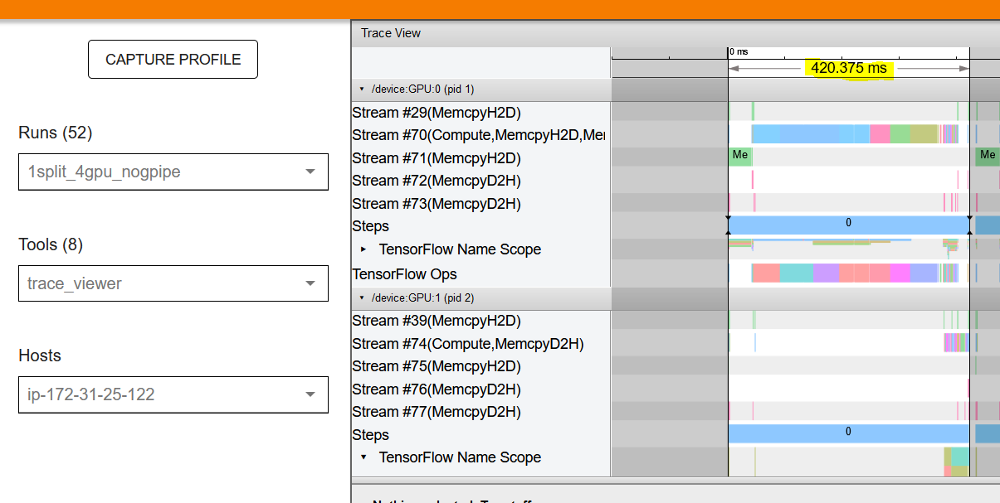 CAPTURE PROFILE
Runs (52)
1split_4gpu_nogpipe
Tools (8)
trace_viewer
Hosts
ip-172-31-25-122
Trace View
0 ms
420.375 ms
/device:GPU:0 (pid 1)
Stream #29(MemcpyH2D)
Stream #70(Compute,MemcpyH2D,Me
Stream #71(MemcpyH2D)
Me
Me
Stream #72(MemcpyD2H)
Stream #73(MemcpyD2H)
Steps
0
TensorFlow Name Scope
TensorFlow Ops
/device:GPU:1 (pid 2)
Stream #39(MemcpyH2D)
Stream #74(Compute,MemcpyD2H)
Stream #75(MemcpyH2D)
Stream #76(MemcpyD2H)
Stream #77(MemcpyD2H)
Steps
0
TensorFlow Name Scope